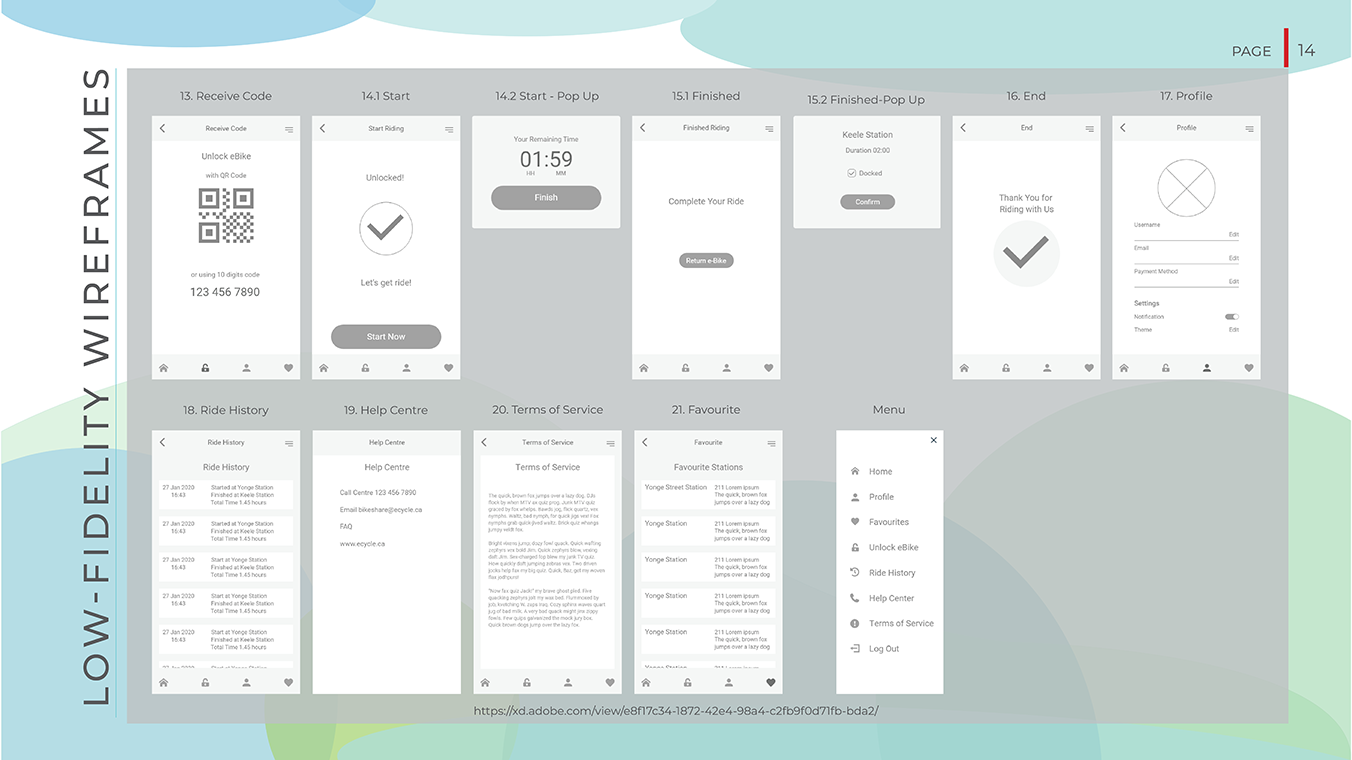 PAGE 14
LOW-FIDELITY WIREFRAMES
13. Receive Code
Receive Code
Unlock eBike
with QR Code
or using 10 digits code
123 456 7890
14.1 Start
Start Riding
Unlocked!
Let's get ride!
Start Now
14.2 Start - Pop Up
Your Remaining Time
01:59
HH MM
Finish
15.1 Finished
Finished Riding
Complete Your Ride
Return e-Bike
15.2 Finished-Pop Up
Keele Station
Duration 02:00
Docked
Confirm
16. End
End
Thank You for
Riding with Us
17. Profile
Profile
Username
Edit
Email
Edit
Payment Method
Edit
Settings
Notification
Theme Edit
18. Ride History
Ride History
Ride History
27 Jan 2020 Started at Yonge Station
16:43 Finished at Keele Station
Total Time 1.45 hours
27 Jan 2020 Start at Yonge Station
16:43 Finished at Keele Station
Total Time 1.45 hours
27 Jan 2020 Start at Yonge Station
16:43 Finished at Keele Station
Total Time 1.45 hours
27 Jan 2020 Start at Yonge Station
16:43 Finished at Keele Station
Total Time 1.45 hours
27 Jan 2020 Start at Yonge Station
16:43 Finished at Keele Station
Total Time 1.45 hours
19. Help Centre
Help Centre
Help Centre
Call Centre 123 456 7890
Email bikeshare@ecycle.ca
FAQ
www.ecycle.ca
20. Terms of Service
Terms of Service
Terms of Service
The quick, brown fox jumps over a lazy dog. DJs
flock by when MTV ax quiz prog. Junk MTV quiz
graced by fox whelps. Bawds jog, flick quartz, vex
nymphs. Waltz, bad nymph, for quick jigs vex! Fox
nymphs grab quick-jived waltz. Brick quiz whangs
jumpy veldt fox.
Bright vixens jump; dozy fowl quack. Quick wafting
zephyrs vex bold Jim. Quick zephyrs blow, vexing
daft Jim. Sex-charged fop blew my junk TV quiz.
How quickly daft jumping zebras vex. Two driven
jocks help fax my big quiz. Quick, Baz, get my woven
flax jodhpurs!
"Now fax quiz Jack!" my brave ghost pled. Five
quacking zephyrs jolt my wax bed. Flummoxed by
job, kvetching W. zaps Iraq. Cozy sphinx waves quart
jug of bad milk. A very bad quack might jinx zippy
fowls. Few quips galvanized the mock jury box.
Quick brown dogs jump over the lazy fox.
21. Favourite
Favourite
Favourite Stations
Yonge Street Station 211 Lorem ipsum
The quick, brown fox
jumps over a lazy dog
Yonge Station 211 Lorem ipsum
The quick, brown fox
jumps over a lazy dog
Yonge Station 211 Lorem ipsum
The quick, brown fox
jumps over a lazy dog
Yonge Station 211 Lorem ipsum
The quick, brown fox
jumps over a lazy dog
Yonge Station 211 Lorem ipsum
The quick, brown fox
jumps over a lazy dog
Menu
Home
Profile
Favourites
Unlock eBike
Ride History
Help Center
Terms of Service
Log Out
https://xd.adobe.com/view/e8f17c34-1872-42e4-98a4-c2fb9f0d71fb-bda2/